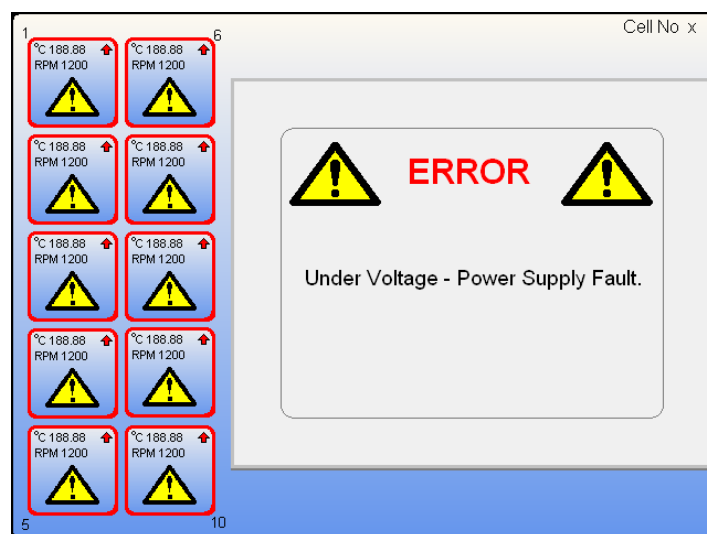 Cell No x
1
6
°C 188.88
RPM 1200
°C 188.88
RPM 1200
°C 188.88
RPM 1200
°C 188.88
RPM 1200
°C 188.88
RPM 1200
°C 188.88
RPM 1200
°C 188.88
RPM 1200
°C 188.88
RPM 1200
°C 188.88
RPM 1200
°C 188.88
RPM 1200
5
10
ERROR
Under Voltage - Power Supply Fault.